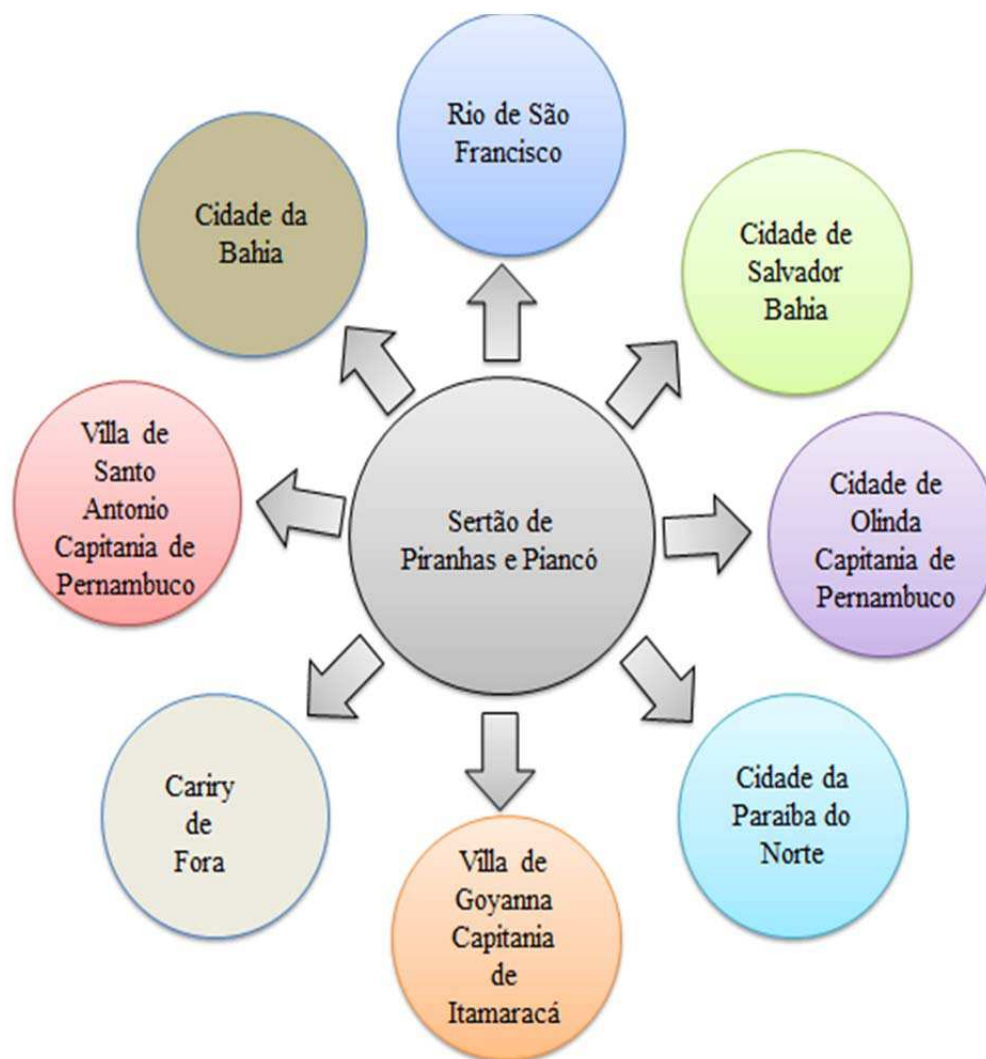 Rio de São
Francisco
Cidade da
Bahia
Cidade de
Salvador
Bahia
Villa de
Santo
Antonio
Capitania de
Pernambuco
Sertão de
Piranhas e Piancó
Cidade de
Olinda
Capitania de
Pernambuco
Cariry
de
Fora
Cidade da
Paraiba do
Norte
Villa de
Goyanna
Capitania
de
Itamaracá